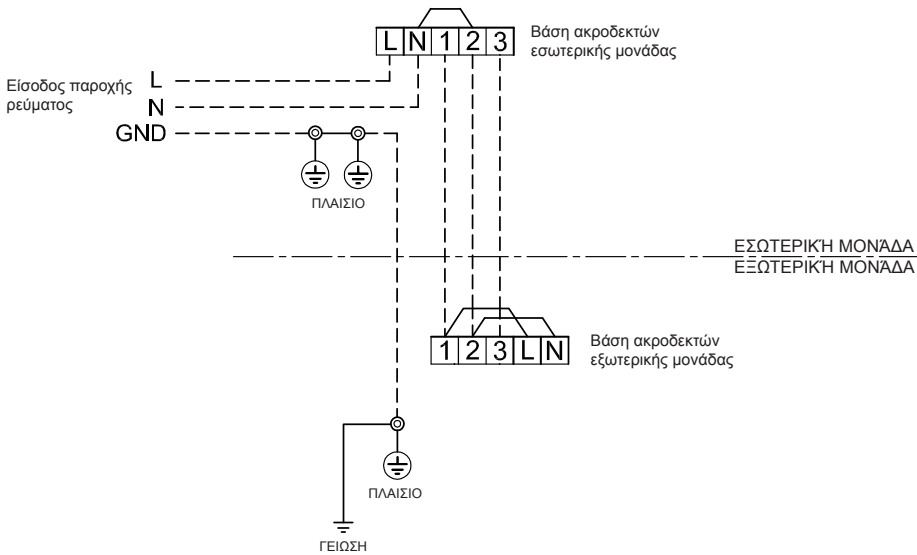 L N 1 2 3
Βάση ακροδεκτών
εσωτερικής μονάδας
Είσοδος παροχής
ρεύματος
L
N
GND
ΠΛΑΙΣΙΟ
ΕΣΩΤΕΡΙΚΉ ΜΟΝΆΔΑ
ΕΞΩΤΕΡΙΚΉ ΜΟΝΆΔΑ
1 2 3 L N
Βάση ακροδεκτών
εξωτερικής μονάδας
ΠΛΑΙΣΙΟ
ΓΕΙΩΣΗ